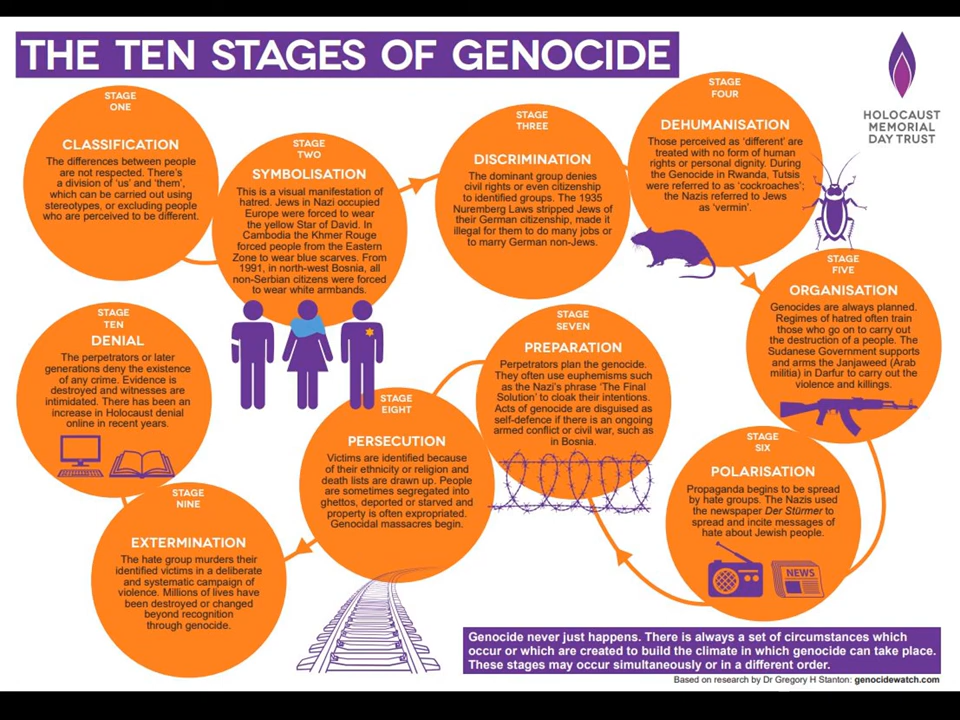 THE TEN STAGES OF GENOCIDE
HOLOCAUST
MEMORIAL
DAY TRUST
STAGE
ONE
CLASSIFICATION
The differences between people
are not respected. There's
a division of 'us' and 'them',
which can be carried out using
stereotypes, or excluding people
who are perceived to be different.
STAGE
TWO
SYMBOLISATION
This is a visual manifestation of
hatred. Jews in Nazi occupied
Europe were forced to wear
the yellow Star of David. In
Cambodia the Khmer Rouge
forced people from the Eastern
Zone to wear blue scarves. From
1991, in north-west Bosnia, all
non-Serbian citizens were forced
to wear white armbands.
STAGE
THREE
DISCRIMINATION
The dominant group denies
civil rights or even citizenship
to identified groups. The 1935
Nuremberg Laws stripped Jews of
their German citizenship, made it
illegal for them to do many jobs or
to marry German non-Jews.
STAGE
FOUR
DEHUMANISATION
Those perceived as 'different' are
treated with no form of human
rights or personal dignity. During
the Genocide in Rwanda, Tutsis
were referred to as 'cockroaches';
the Nazis referred to Jews
as 'vermin'.
STAGE
FIVE
ORGANISATION
Genocides are always planned.
Regimes of hatred often train
those who go on to carry out
the destruction of a people. The
Sudanese Government supports
and arms the Janjaweed (Arab
militia) in Darfur to carry out the
violence and killings.
STAGE
SIX
POLARISATION
Propaganda begins to be spread
by hate groups. The Nazis used
the newspaper Der Stürmer to
spread and incite messages of
hate about Jewish people.
NEWS
STAGE
SEVEN
PREPARATION
Perpetrators plan the genocide.
They often use euphemisms such
as the Nazi's phrase 'The Final
Solution' to cloak their intentions.
Acts of genocide are disguised as
self-defence if there is an ongoing
armed conflict or civil war, such as
in Bosnia.
STAGE
EIGHT
PERSECUTION
Victims are identified because
of their ethnicity or religion and
death lists are drawn up. People
are sometimes segregated into
ghettos, deported or starved and
property is often expropriated.
Genocidal massacres begin.
STAGE
NINE
EXTERMINATION
The hate group murders their
identified victims in a deliberate
and systematic campaign of
violence. Millions of lives have
been destroyed or changed
beyond recognition
through genocide.
STAGE
TEN
DENIAL
The perpetrators or later
generations deny the existence
of any crime. Evidence is
destroyed and witnesses are
intimidated. There has been an
increase in Holocaust denial
online in recent years.
Genocide never just happens. There is always a set of circumstances which
occur or which are created to build the climate in which genocide can take place.
These stages may occur simultaneously or in a different order.
Based on research by Dr Gregory H Stanton: genocidewatch.com